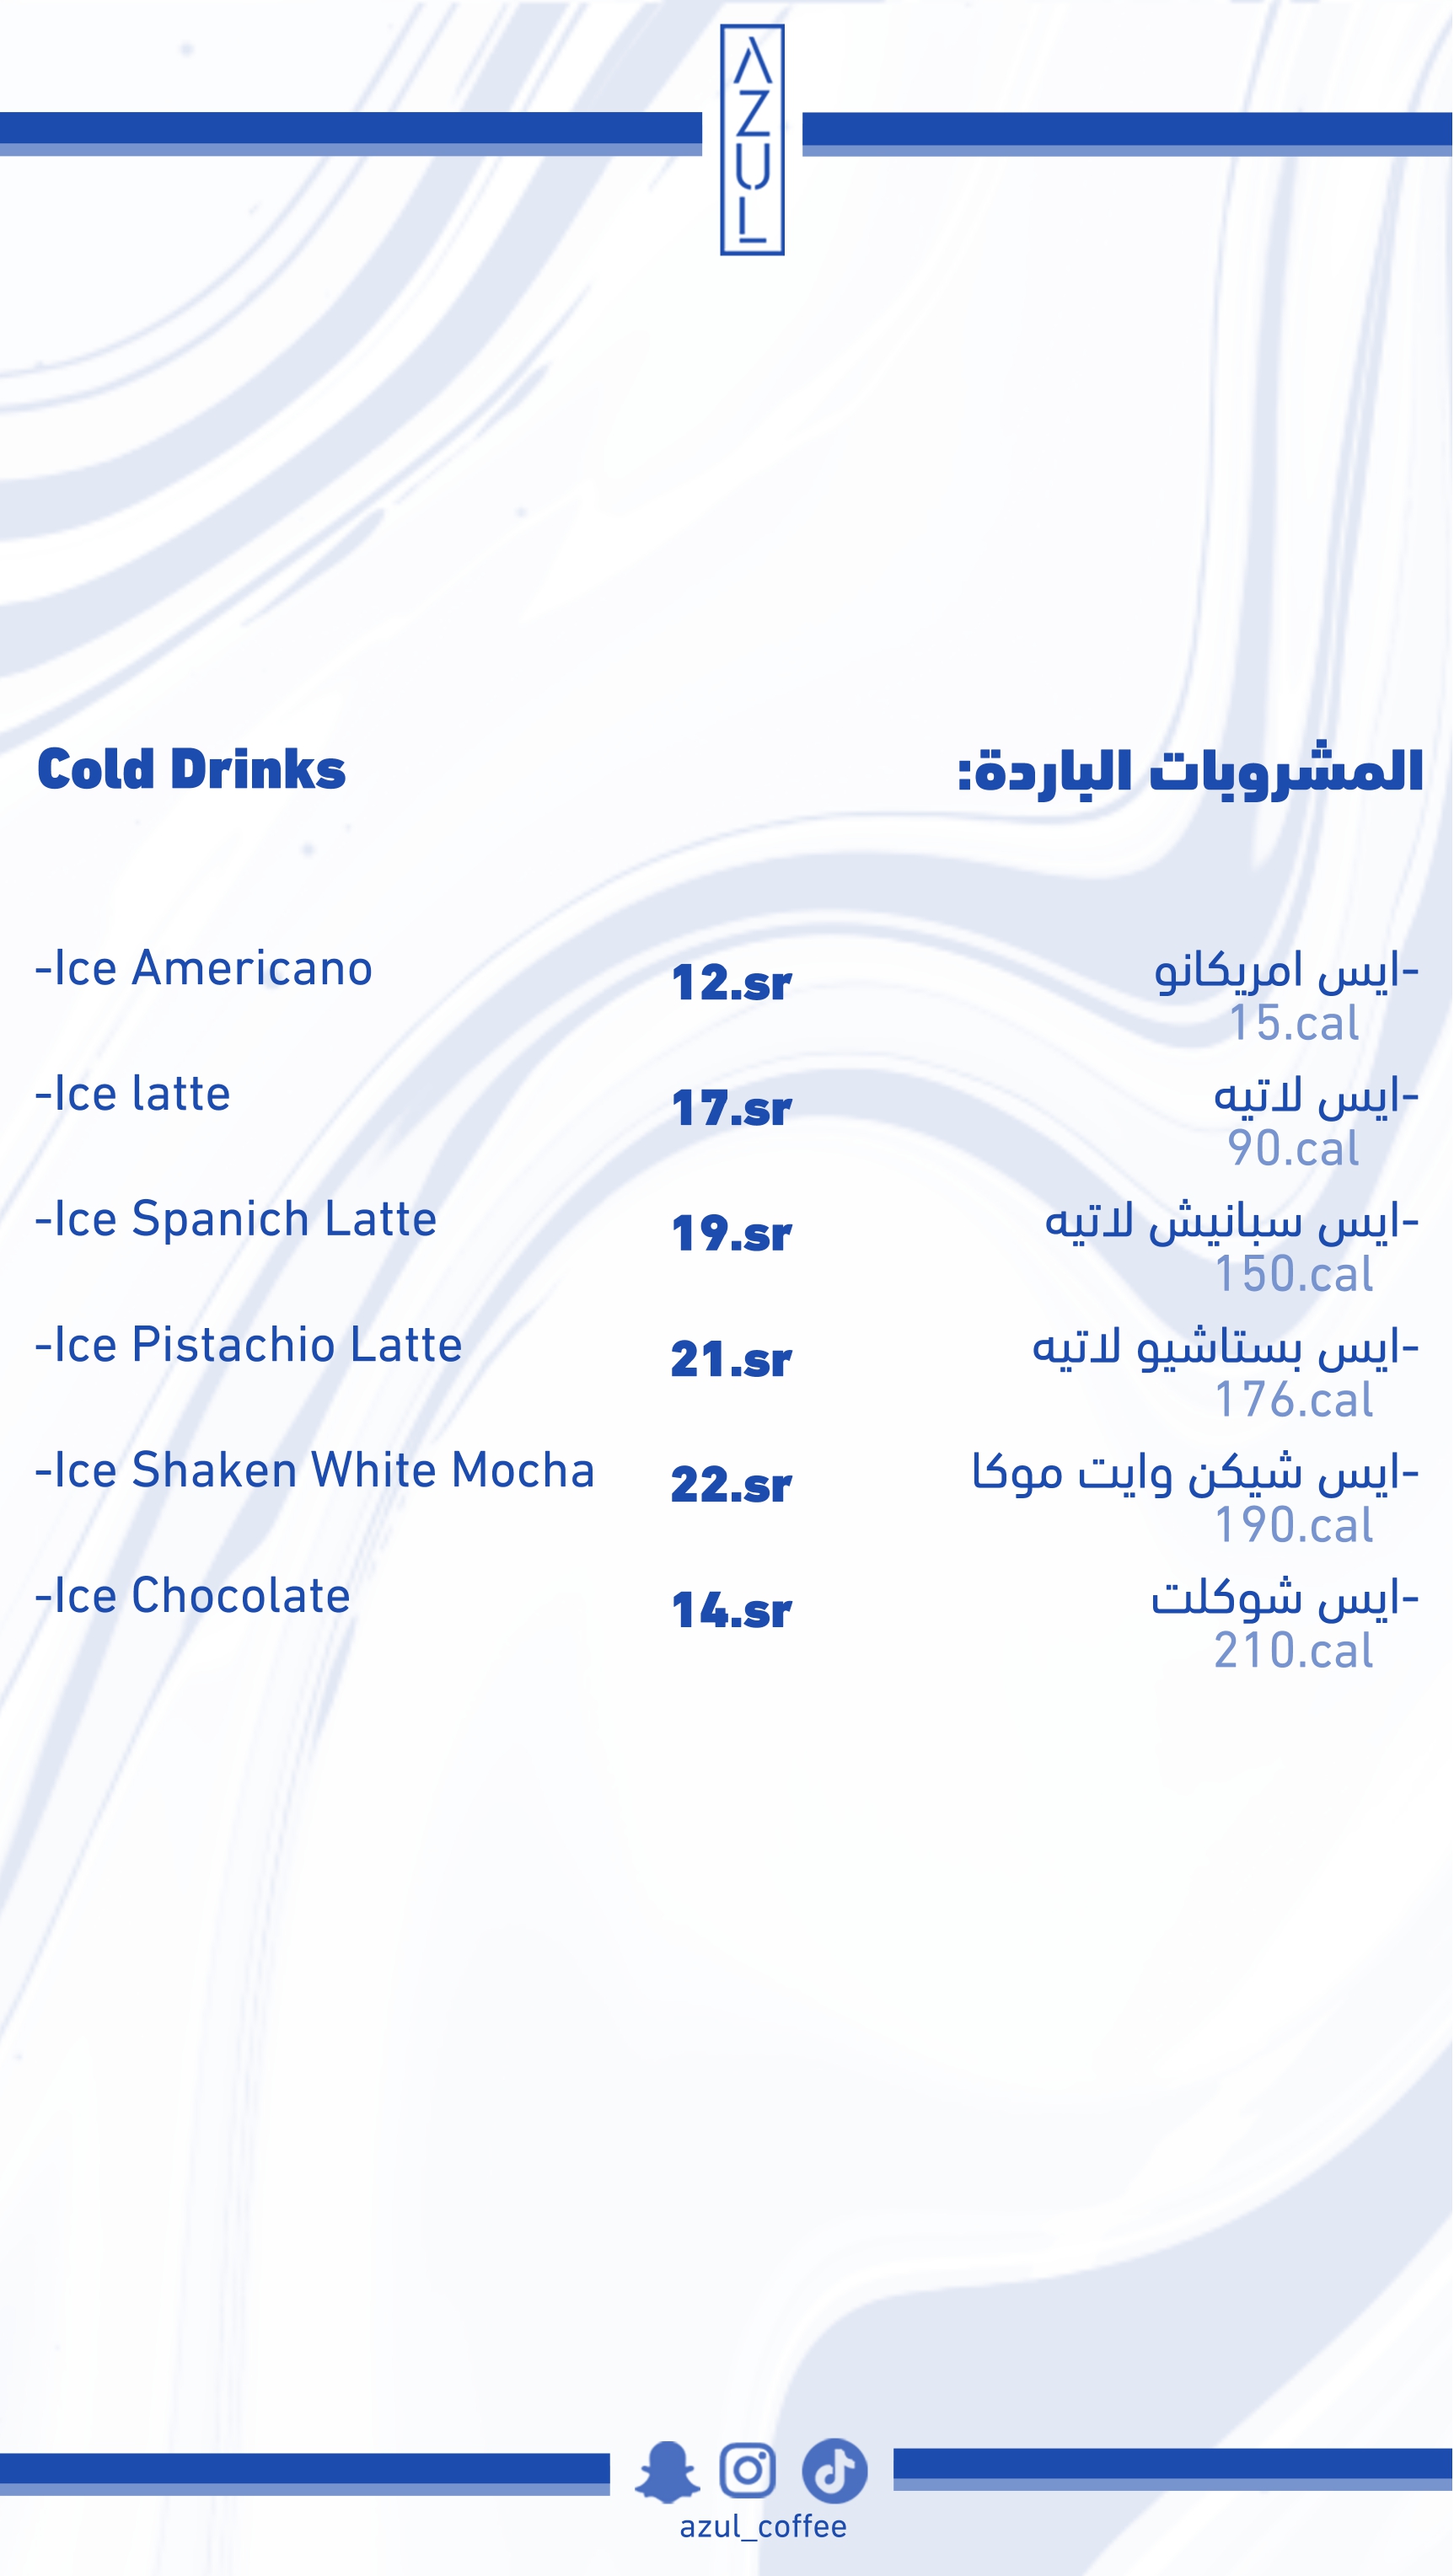 AZUL
Cold Drinks
المشروبات الباردة:
-Ice Americano
12.sr
-ايس امريكانو
15.cal
-Ice latte
17.sr
-ايس لاتيه
90.cal
-Ice Spanich Latte
19.sr
-ايس سبانيش لاتيه
150.cal
-Ice Pistachio Latte
21.sr
-ايس بستاشيو لاتيه
176.cal
-Ice Shaken White Mocha
22.sr
-ايس شيكن وايت موكا
190.cal
-Ice Chocolate
14.sr
-ايس شوكلت
210.cal
azul_coffee